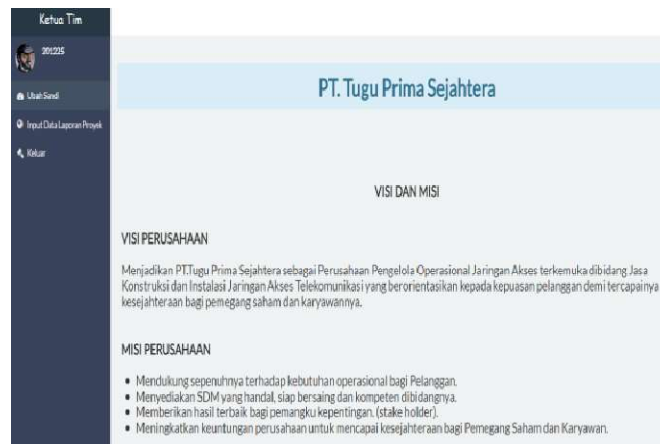 Ketua Tim
201225
Ubah Sandi
Input Data Laporan Proyek
Keluar
PT. Tugu Prima Sejahtera
VISI DAN MISI
VISI PERUSAHAAN
Menjadikan PT.Tugu Prima Sejahtera sebagai Perusahaan Pengelola Operasional Jaringan Akses terkemuka dibidang Jasa
Konstruksi dan Instalasi Jaringan Akses Telekomunikasi yang berorientasikan kepada kepuasan pelanggan demi tercapainya
kesejahteraan bagi pemegang saham dan karyawannya.
MISI PERUSAHAAN
• Mendukung sepenuhnya terhadap kebutuhan operasional bagi Pelanggan.
• Menyediakan SDM yang handal, siap bersaing dan kompeten dibidangnya.
• Memberikan hasil terbaik bagi pemangku kepentingan. (stake holder).
• Meningkatkan keuntungan perusahaan untuk mencapai kesejahteraan bagi Pemegang Saham dan Karyawan.